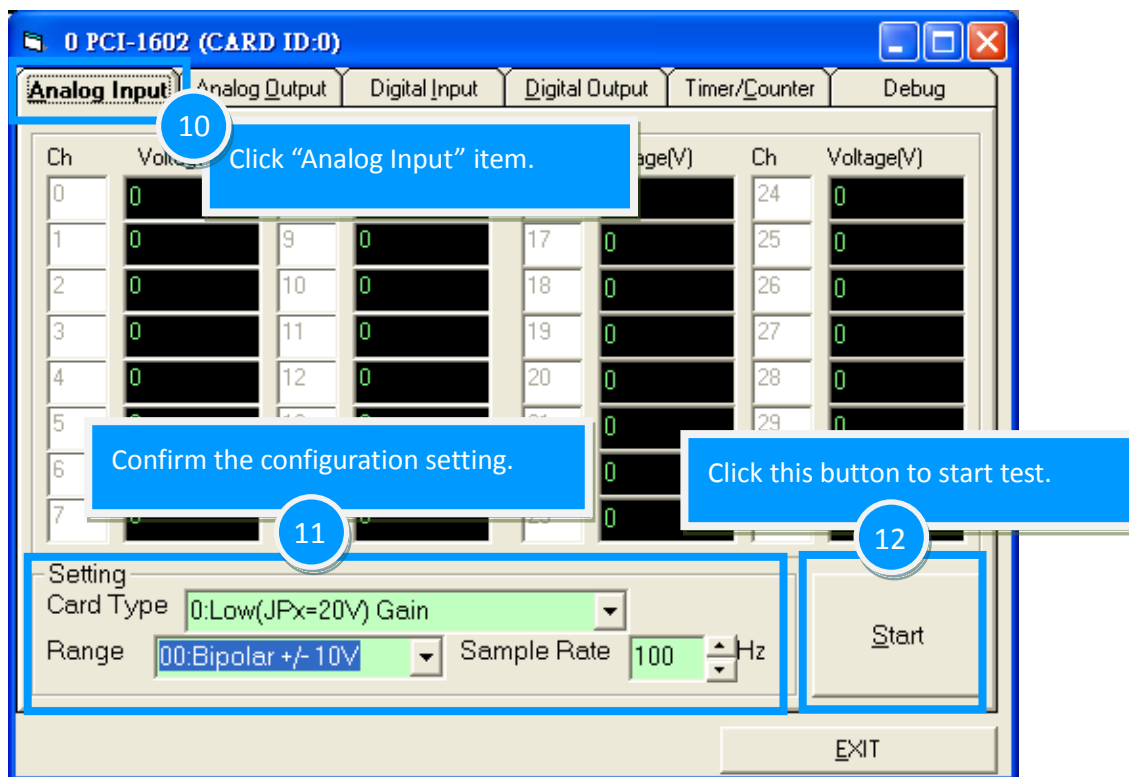 0 PCI-1602 (CARD ID:0)
Analog Input Analog Output Digital Input Digital Output Timer/Counter Debug
10
Click “Analog Input” item.
Ch Ch Voltage(V)
0 0 24 0
1 0 9 0 17 0 25 0
2 0 10 0 18 0 26 0
3 0 11 0 19 0 27 0
4 0 12 0 20 0 28 0
5 0 29
Confirm the configuration setting.
Click this button to start test.
6 0
7 0
11
12
Setting
Card Type 0:Low(JPx=20V) Gain
Range 00:Bipolar +/- 10V Sample Rate 100 Hz
Start
EXIT